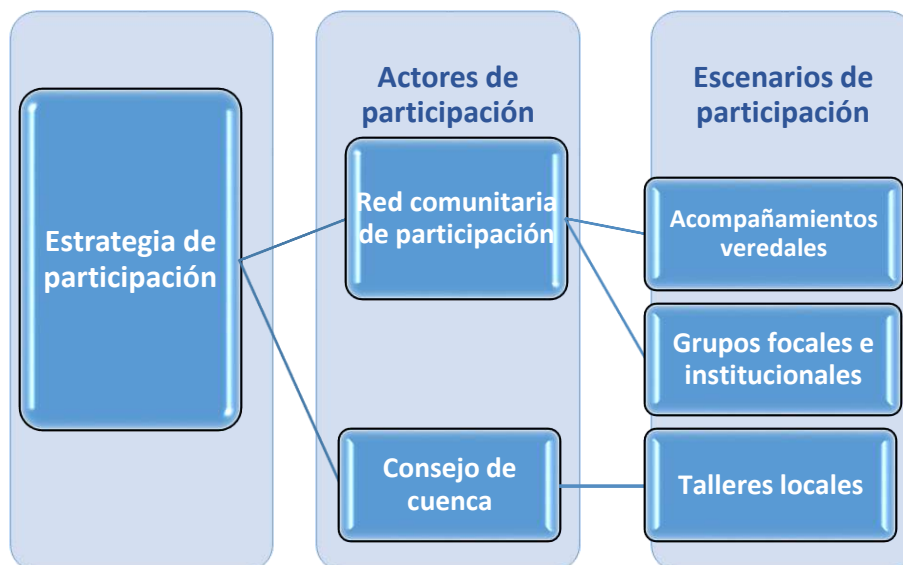 Estrategia de
participación
Actores de
participación
Red comunitaria
de participación
Consejo de
cuenca
Escenarios de
participación
Acompañamientos
veredales
Grupos focales e
institucionales
Talleres locales